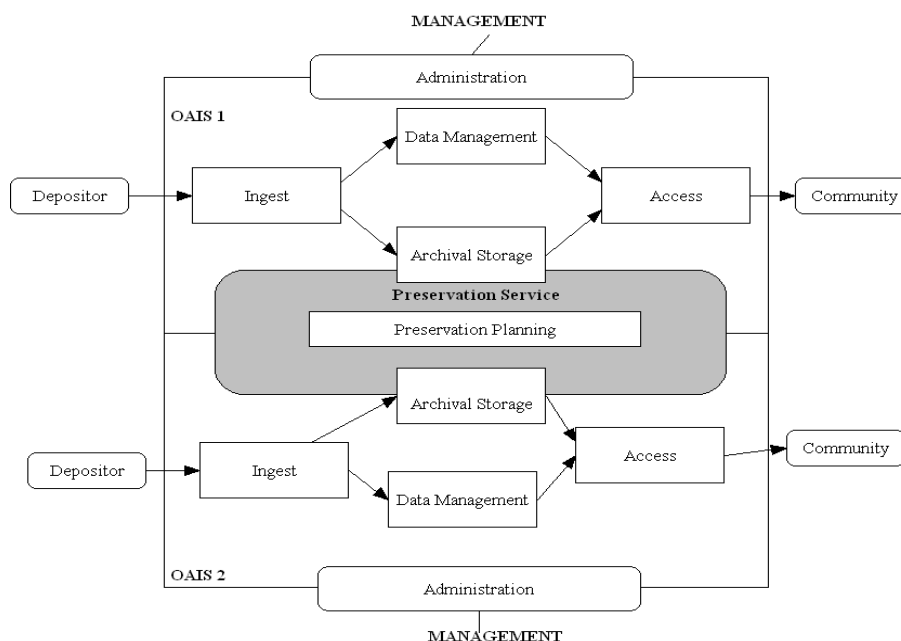 MANAGEMENT
Administration
OAIS 1
Data Management
Depositor
Ingest
Access
Community
Archival Storage
Preservation Service
Preservation Planning
Archival Storage
Depositor
Ingest
Access
Community
Data Management
OAIS 2
Administration
MANAGEMENT